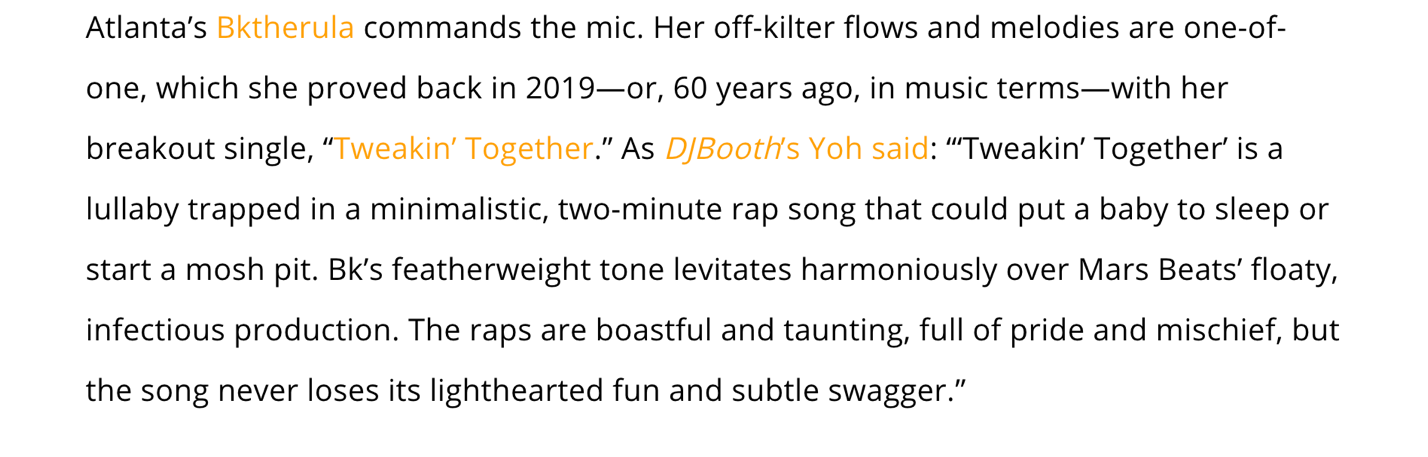 Atlanta’s Bktherula commands the mic. Her off-kilter flows and melodies are one-of-
one, which she proved back in 2019—or, 60 years ago, in music terms—with her
breakout single, “Tweakin’ Together.” As DJBooth’s Yoh said: “‘Tweakin’ Together’ is a
lullaby trapped in a minimalistic, two-minute rap song that could put a baby to sleep or
start a mosh pit. Bk’s featherweight tone levitates harmoniously over Mars Beats’ floaty,
infectious production. The raps are boastful and taunting, full of pride and mischief, but
the song never loses its lighthearted fun and subtle swagger.”